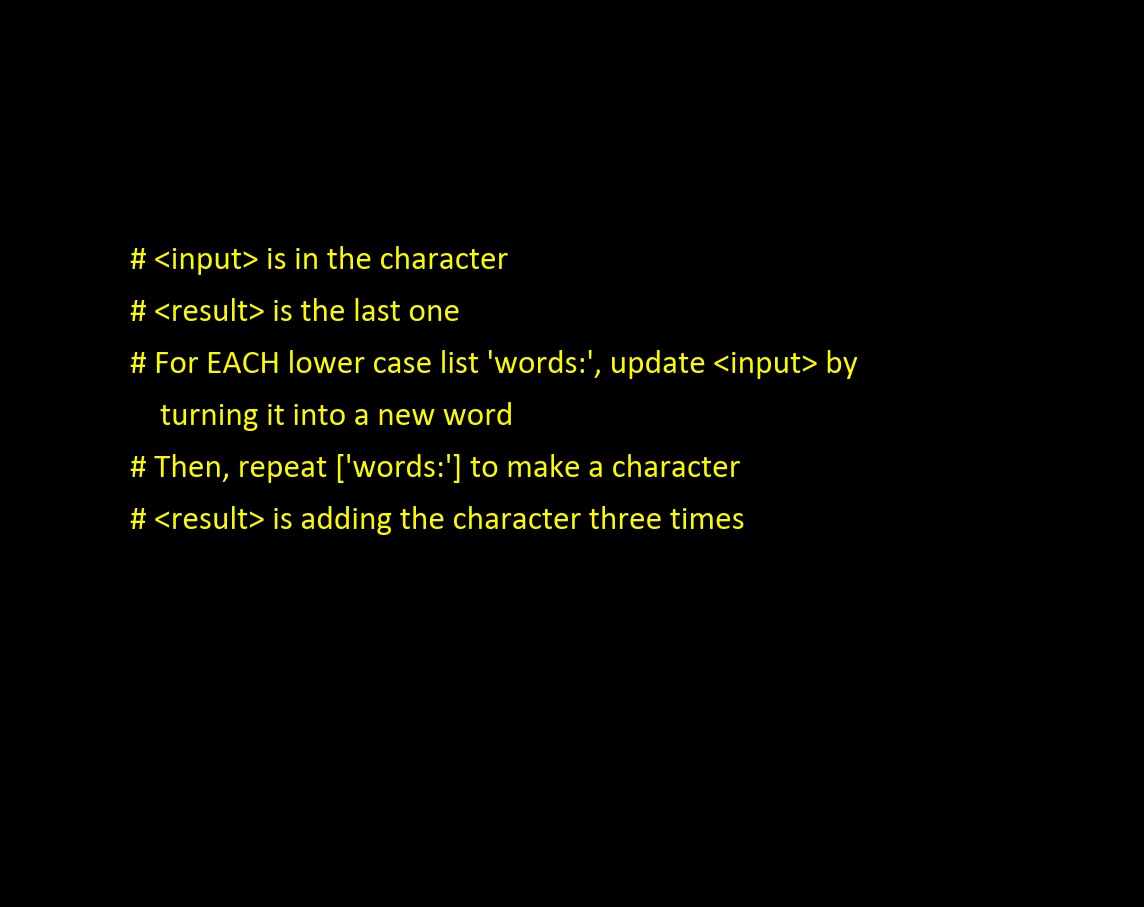 # <input> is in the character
# <result> is the last one
# For EACH lower case list 'words:', update <input> by
turning it into a new word
# Then, repeat ['words:'] to make a character
# <result> is adding the character three times